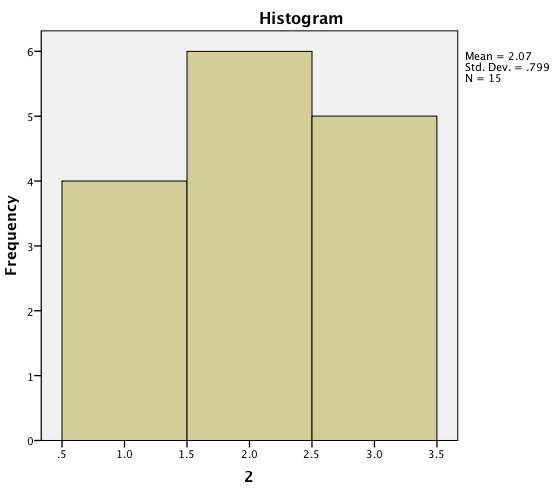 Histogram
Mean = 2.07
Std. Dev. = .799
N = 15
Frequency
6
5
4
3
2
1
0
.5 1.0 1.5 2.0 2.5 3.0 3.5
2